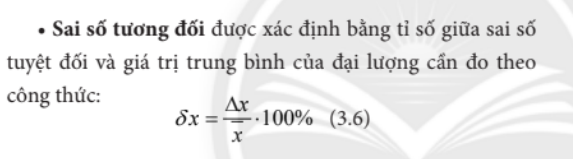 • Sai số tương đối được xác định bằng tỉ số giữa sai số
tuyệt đối và giá trị trung bình của đại lượng cần đo theo
công thức:
δx = Δx / x̄ · 100% (3.6)